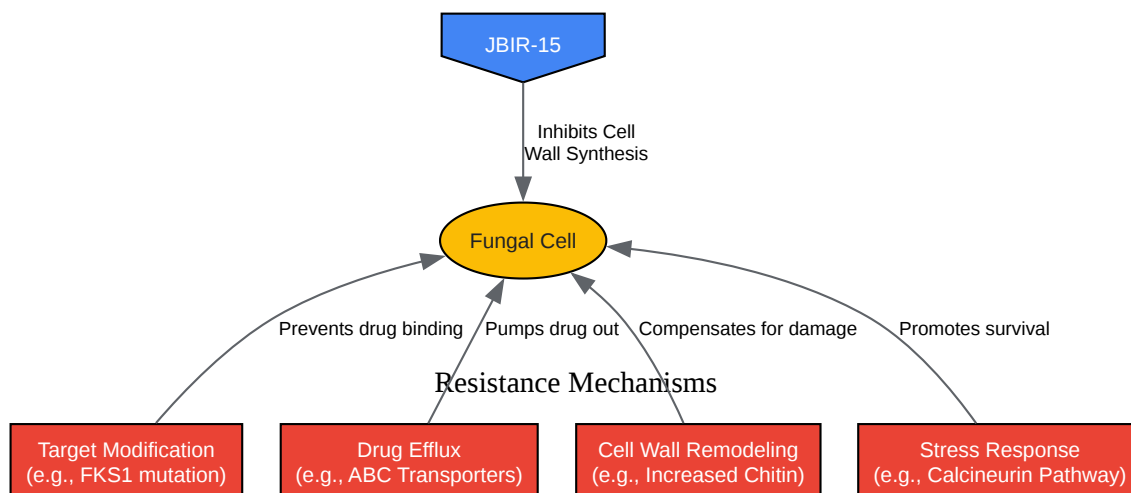 JBIR-15
Inhibits Cell
Wall Synthesis
Fungal Cell
Prevents drug binding
Pumps drug out
Compensates for damage
Promotes survival
Resistance Mechanisms
Target Modification
(e.g., FKS1 mutation)
Drug Efflux
(e.g., ABC Transporters)
Cell Wall Remodeling
(e.g., Increased Chitin)
Stress Response
(e.g., Calcineurin Pathway)